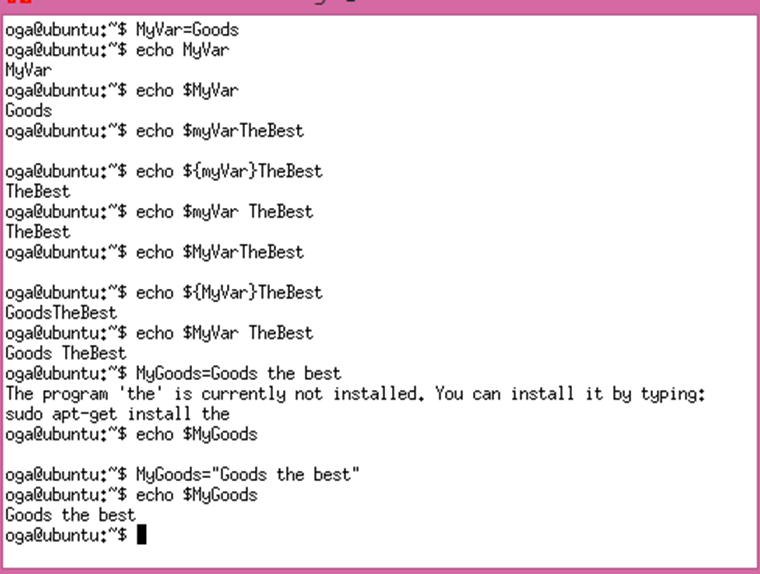 oga@ubuntu:~$ MyVar=Goods
oga@ubuntu:~$ echo MyVar
MyVar
oga@ubuntu:~$ echo $MyVar
Goods
oga@ubuntu:~$ echo $myVarTheBest

oga@ubuntu:~$ echo ${myVar}TheBest
TheBest
oga@ubuntu:~$ echo $myVar TheBest
TheBest
oga@ubuntu:~$ echo $MyVarTheBest

oga@ubuntu:~$ echo ${MyVar}TheBest
GoodsTheBest
oga@ubuntu:~$ echo $MyVar TheBest
Goods TheBest
oga@ubuntu:~$ MyGoods=Goods the best
The program 'the' is currently not installed. You can install it by typing:
sudo apt-get install the
oga@ubuntu:~$ echo $MyGoods

oga@ubuntu:~$ MyGoods="Goods the best"
oga@ubuntu:~$ echo $MyGoods
Goods the best
oga@ubuntu:~$